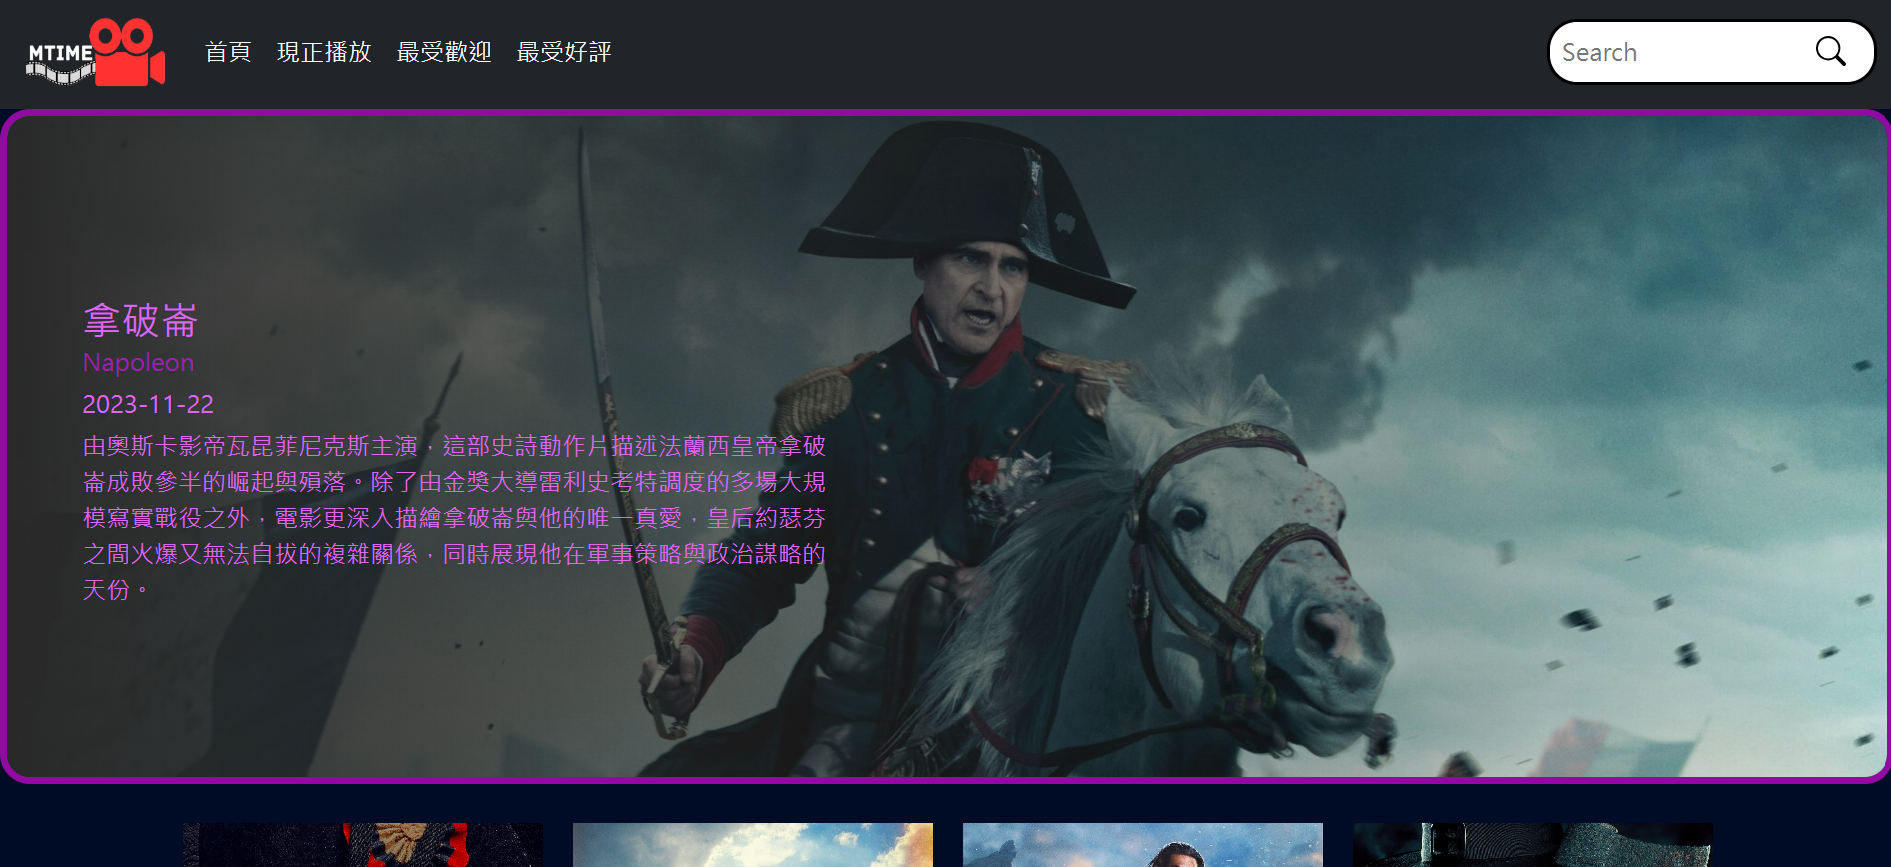 MTIME
首頁 現正播放 最受歡迎 最受好評
Search
拿破崙
Napoleon
2023-11-22
由奧斯卡影帝瓦昆菲尼克斯主演，這部史詩動作片描述法蘭西皇帝拿破
崙成敗參半的崛起與殞落。除了由金獎大導雷利史考特調度的多場大規
模寫實戰役之外，電影更深入描繪拿破崙與他的唯一真愛，皇后約瑟芬
之間火爆又無法自拔的複雜關係，同時展現他在軍事策略與政治謀略的
天份。